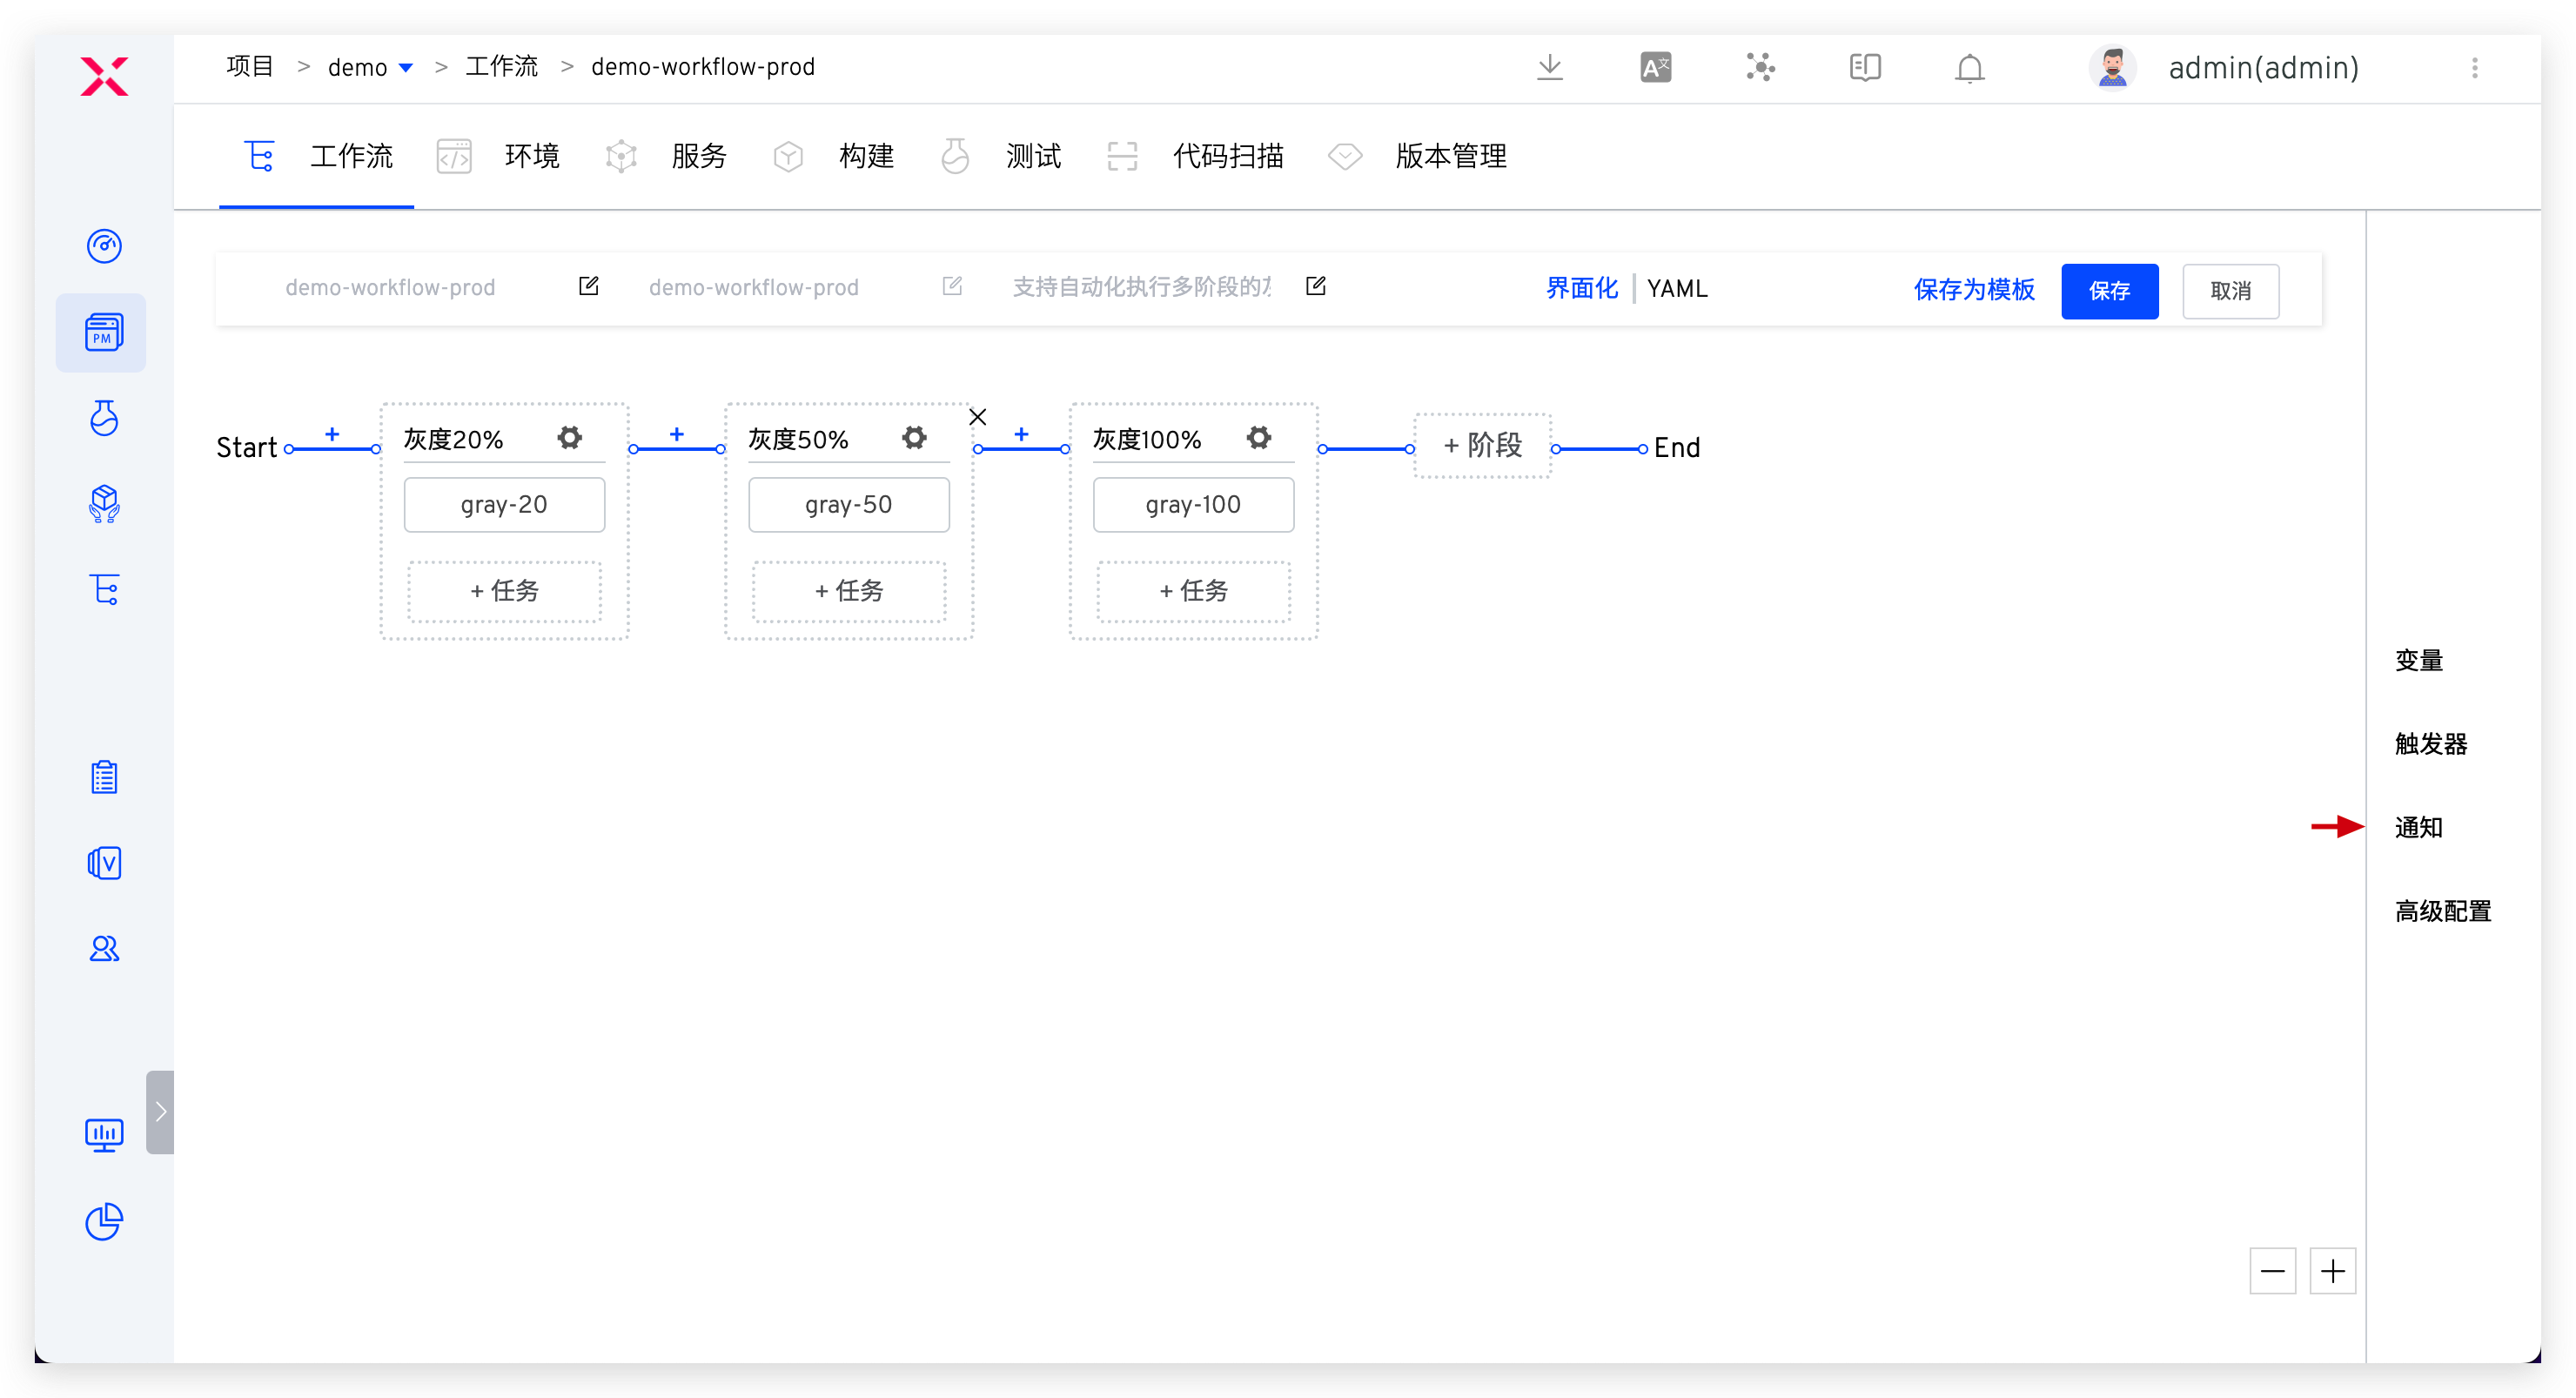 项目 > demo > 工作流 > demo-workflow-prod
A文
admin(admin)
工作流 环境 服务 构建 测试 代码扫描 版本管理
PM
demo-workflow-prod demo-workflow-prod 支持自动化执行多阶段的 界面化 | YAML 保存为模板 保存 取消
Start + 灰度20% + 灰度50% + 灰度100% + 阶段 End
gray-20 gray-50 gray-100
+ 任务 + 任务 + 任务
变量
触发器
通知
高级配置
V